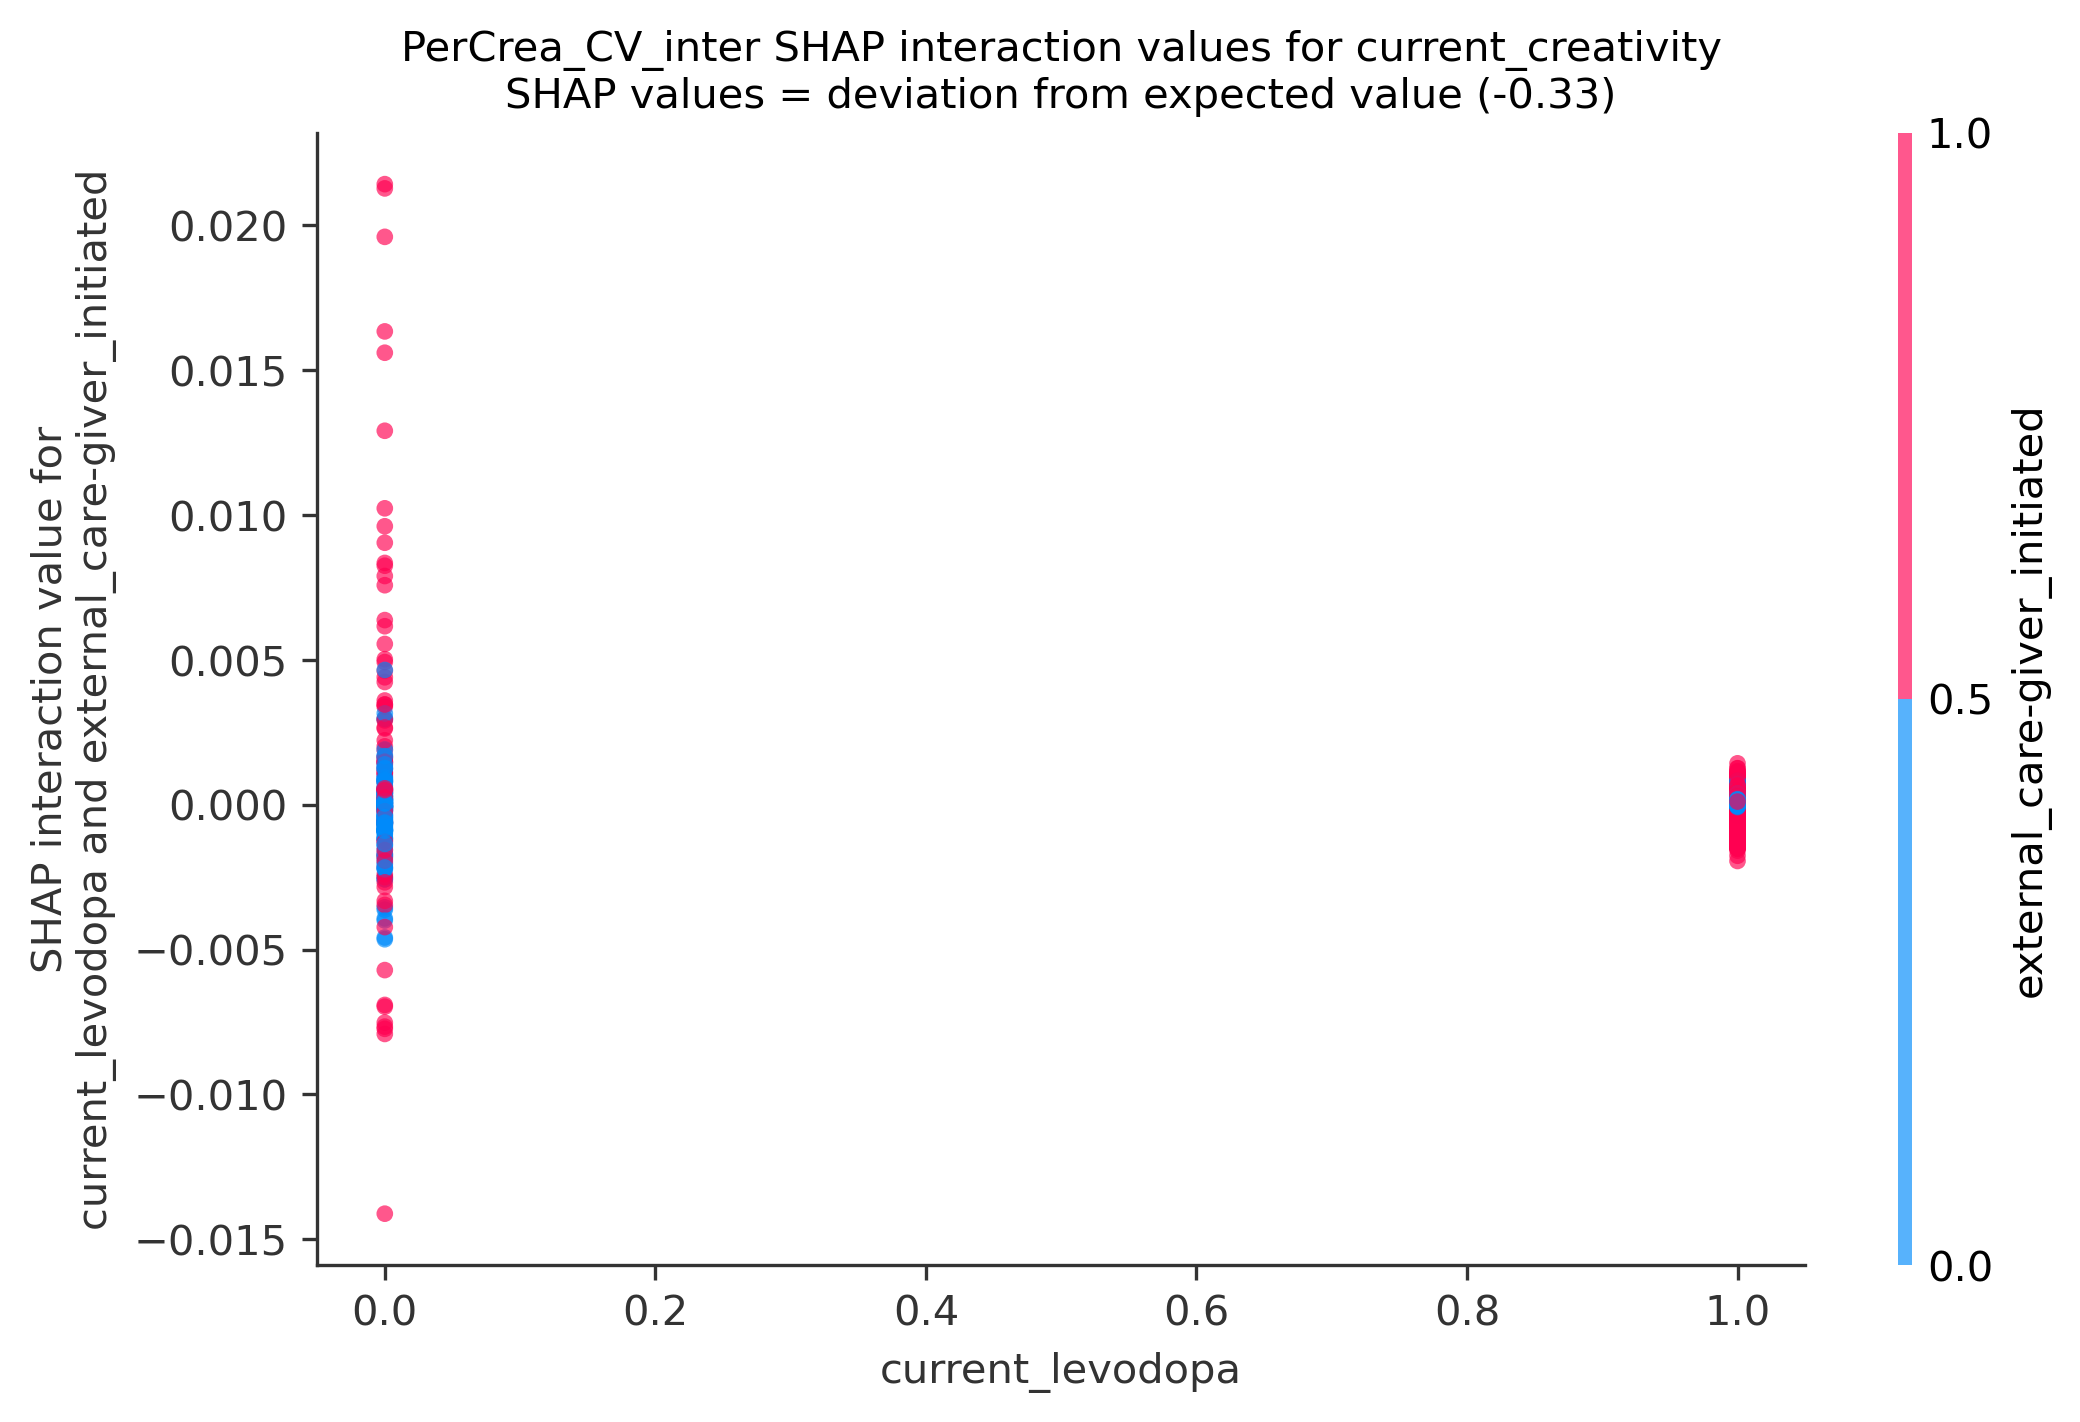 PerCrea_CV_inter SHAP interaction values for current_creativity
SHAP values = deviation from expected value (-0.33)
SHAP interaction value for
current_levodopa and external_care-giver_initiated
0.020
0.015
0.010
0.005
0.000
−0.005
−0.010
−0.015
0.0
0.2
0.4
0.6
0.8
1.0
current_levodopa
1.0
0.5
0.0
external_care-giver_initiated